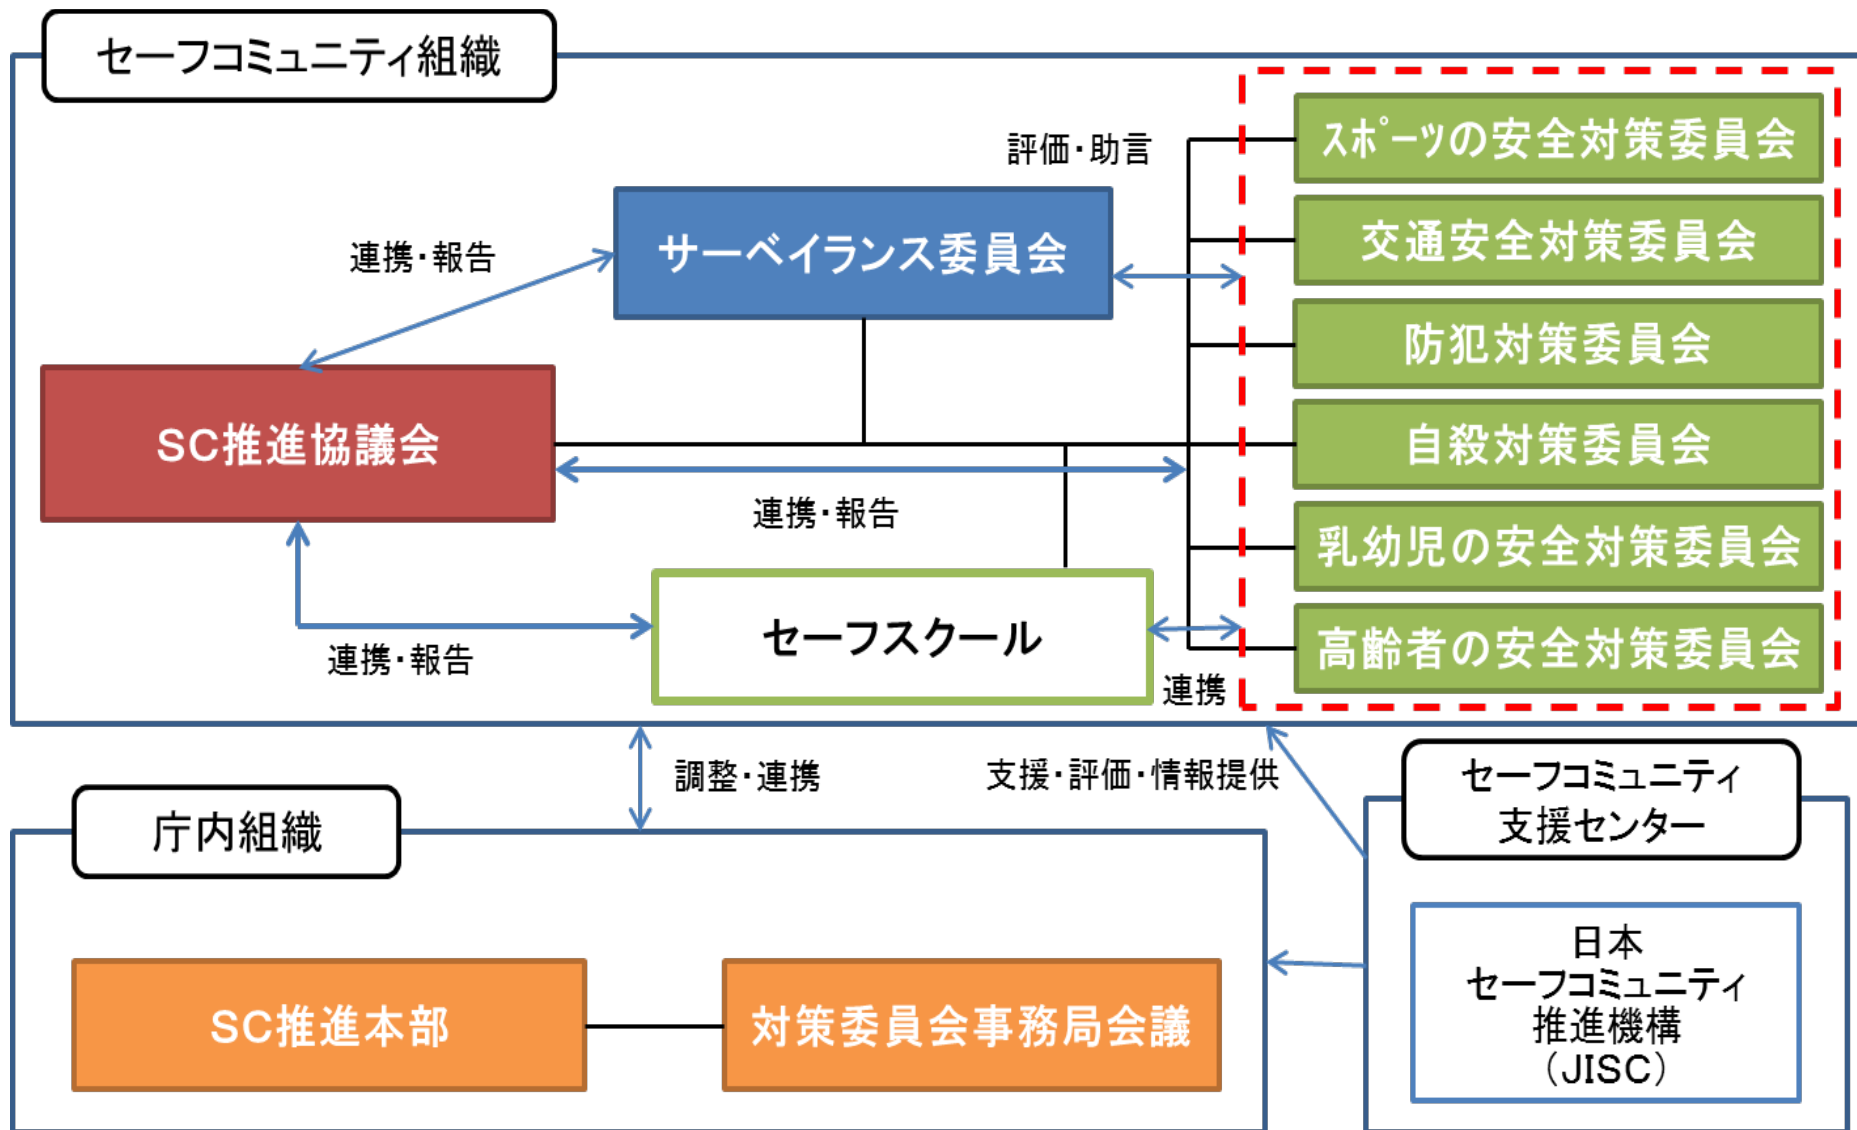 セーフコミュニティ組織
スポーツの安全対策委員会
評価・助言
交通安全対策委員会
サーベイランス委員会
連携・報告
防犯対策委員会
SC推進協議会
自殺対策委員会
連携・報告
乳幼児の安全対策委員会
セーフスクール
高齢者の安全対策委員会
連携・報告
連携
調整・連携
支援・評価・情報提供
セーフコミュニティ
支援センター
庁内組織
日本
セーフコミュニティ
推進機構
（JISC）
SC推進本部
対策委員会事務局会議